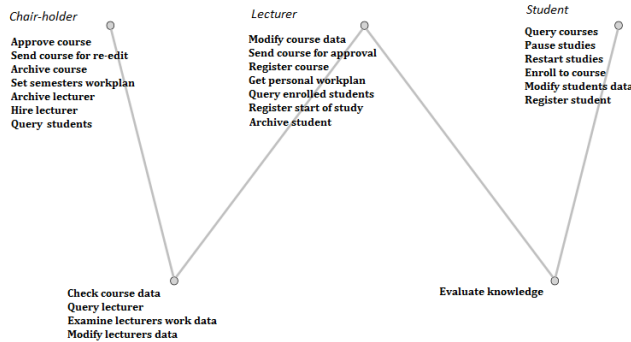 Chair-holder
Approve course
Send course for re-edit
Archive course
Set semesters workplan
Archive lecturer
Hire lecturer
Query students
Lecturer
Modify course data
Send course for approval
Register course
Get personal workplan
Query enrolled students
Register start of study
Archive student
Student
Query courses
Pause studies
Restart studies
Enroll to course
Modify students data
Register student
Check course data
Query lecturer
Examine lecturers work data
Modify lecturers data
Evaluate knowledge